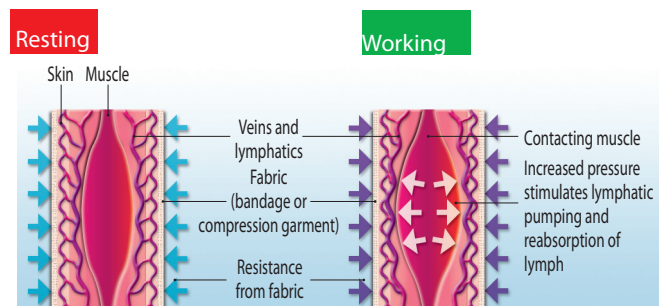 Resting
Working
Skin Muscle
Veins and
lymphatics
Fabric
(bandage or
compression garment)
Resistance
from fabric
Contacting muscle
Increased pressure
stimulates lymphatic
pumping and
reabsorption of
lymph